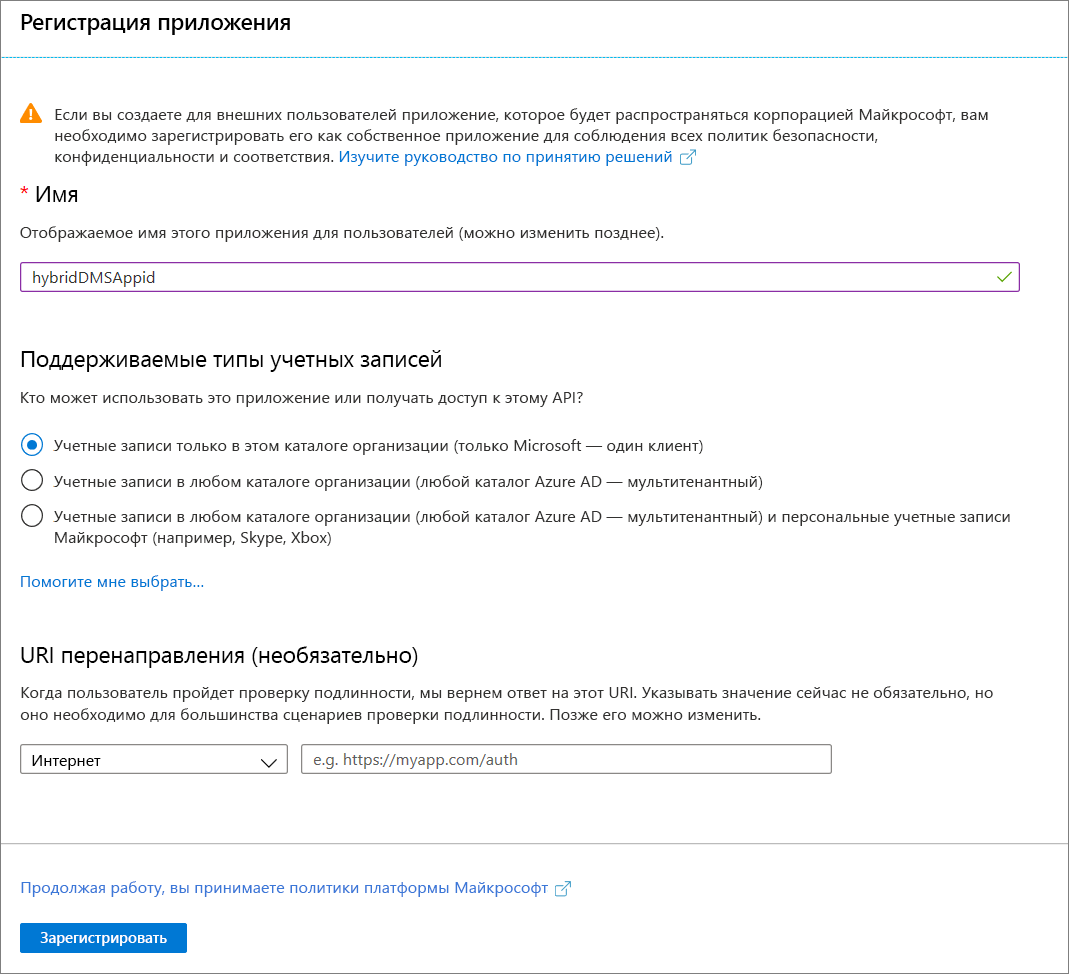 Регистрация приложения
Если вы создаете для внешних пользователей приложение, которое будет распространяться корпорацией Майкрософт, вам
необходимо зарегистрировать его как собственное приложение для соблюдения всех политик безопасности,
конфиденциальности и соответствия. Изучите руководство по принятию решений
* Имя
Отображаемое имя этого приложения для пользователей (можно изменить позднее).
hybridDMSAppid
Поддерживаемые типы учетных записей
Кто может использовать это приложение или получать доступ к этому API?
Учетные записи только в этом каталоге организации (только Microsoft — один клиент)
Учетные записи в любом каталоге организации (любой каталог Azure AD — мультитенантный)
Учетные записи в любом каталоге организации (любой каталог Azure AD — мультитенантный) и персональные учетные записи
Майкрософт (например, Skype, Xbox)
Помогите мне выбрать...
URI перенаправления (необязательно)
Когда пользователь пройдет проверку подлинности, мы вернем ответ на этот URI. Указывать значение сейчас не обязательно, но
оно необходимо для большинства сценариев проверки подлинности. Позже его можно изменить.
Интернет
e.g. https://myapp.com/auth
Продолжая работу, вы принимаете политики платформы Майкрософт
Зарегистрировать